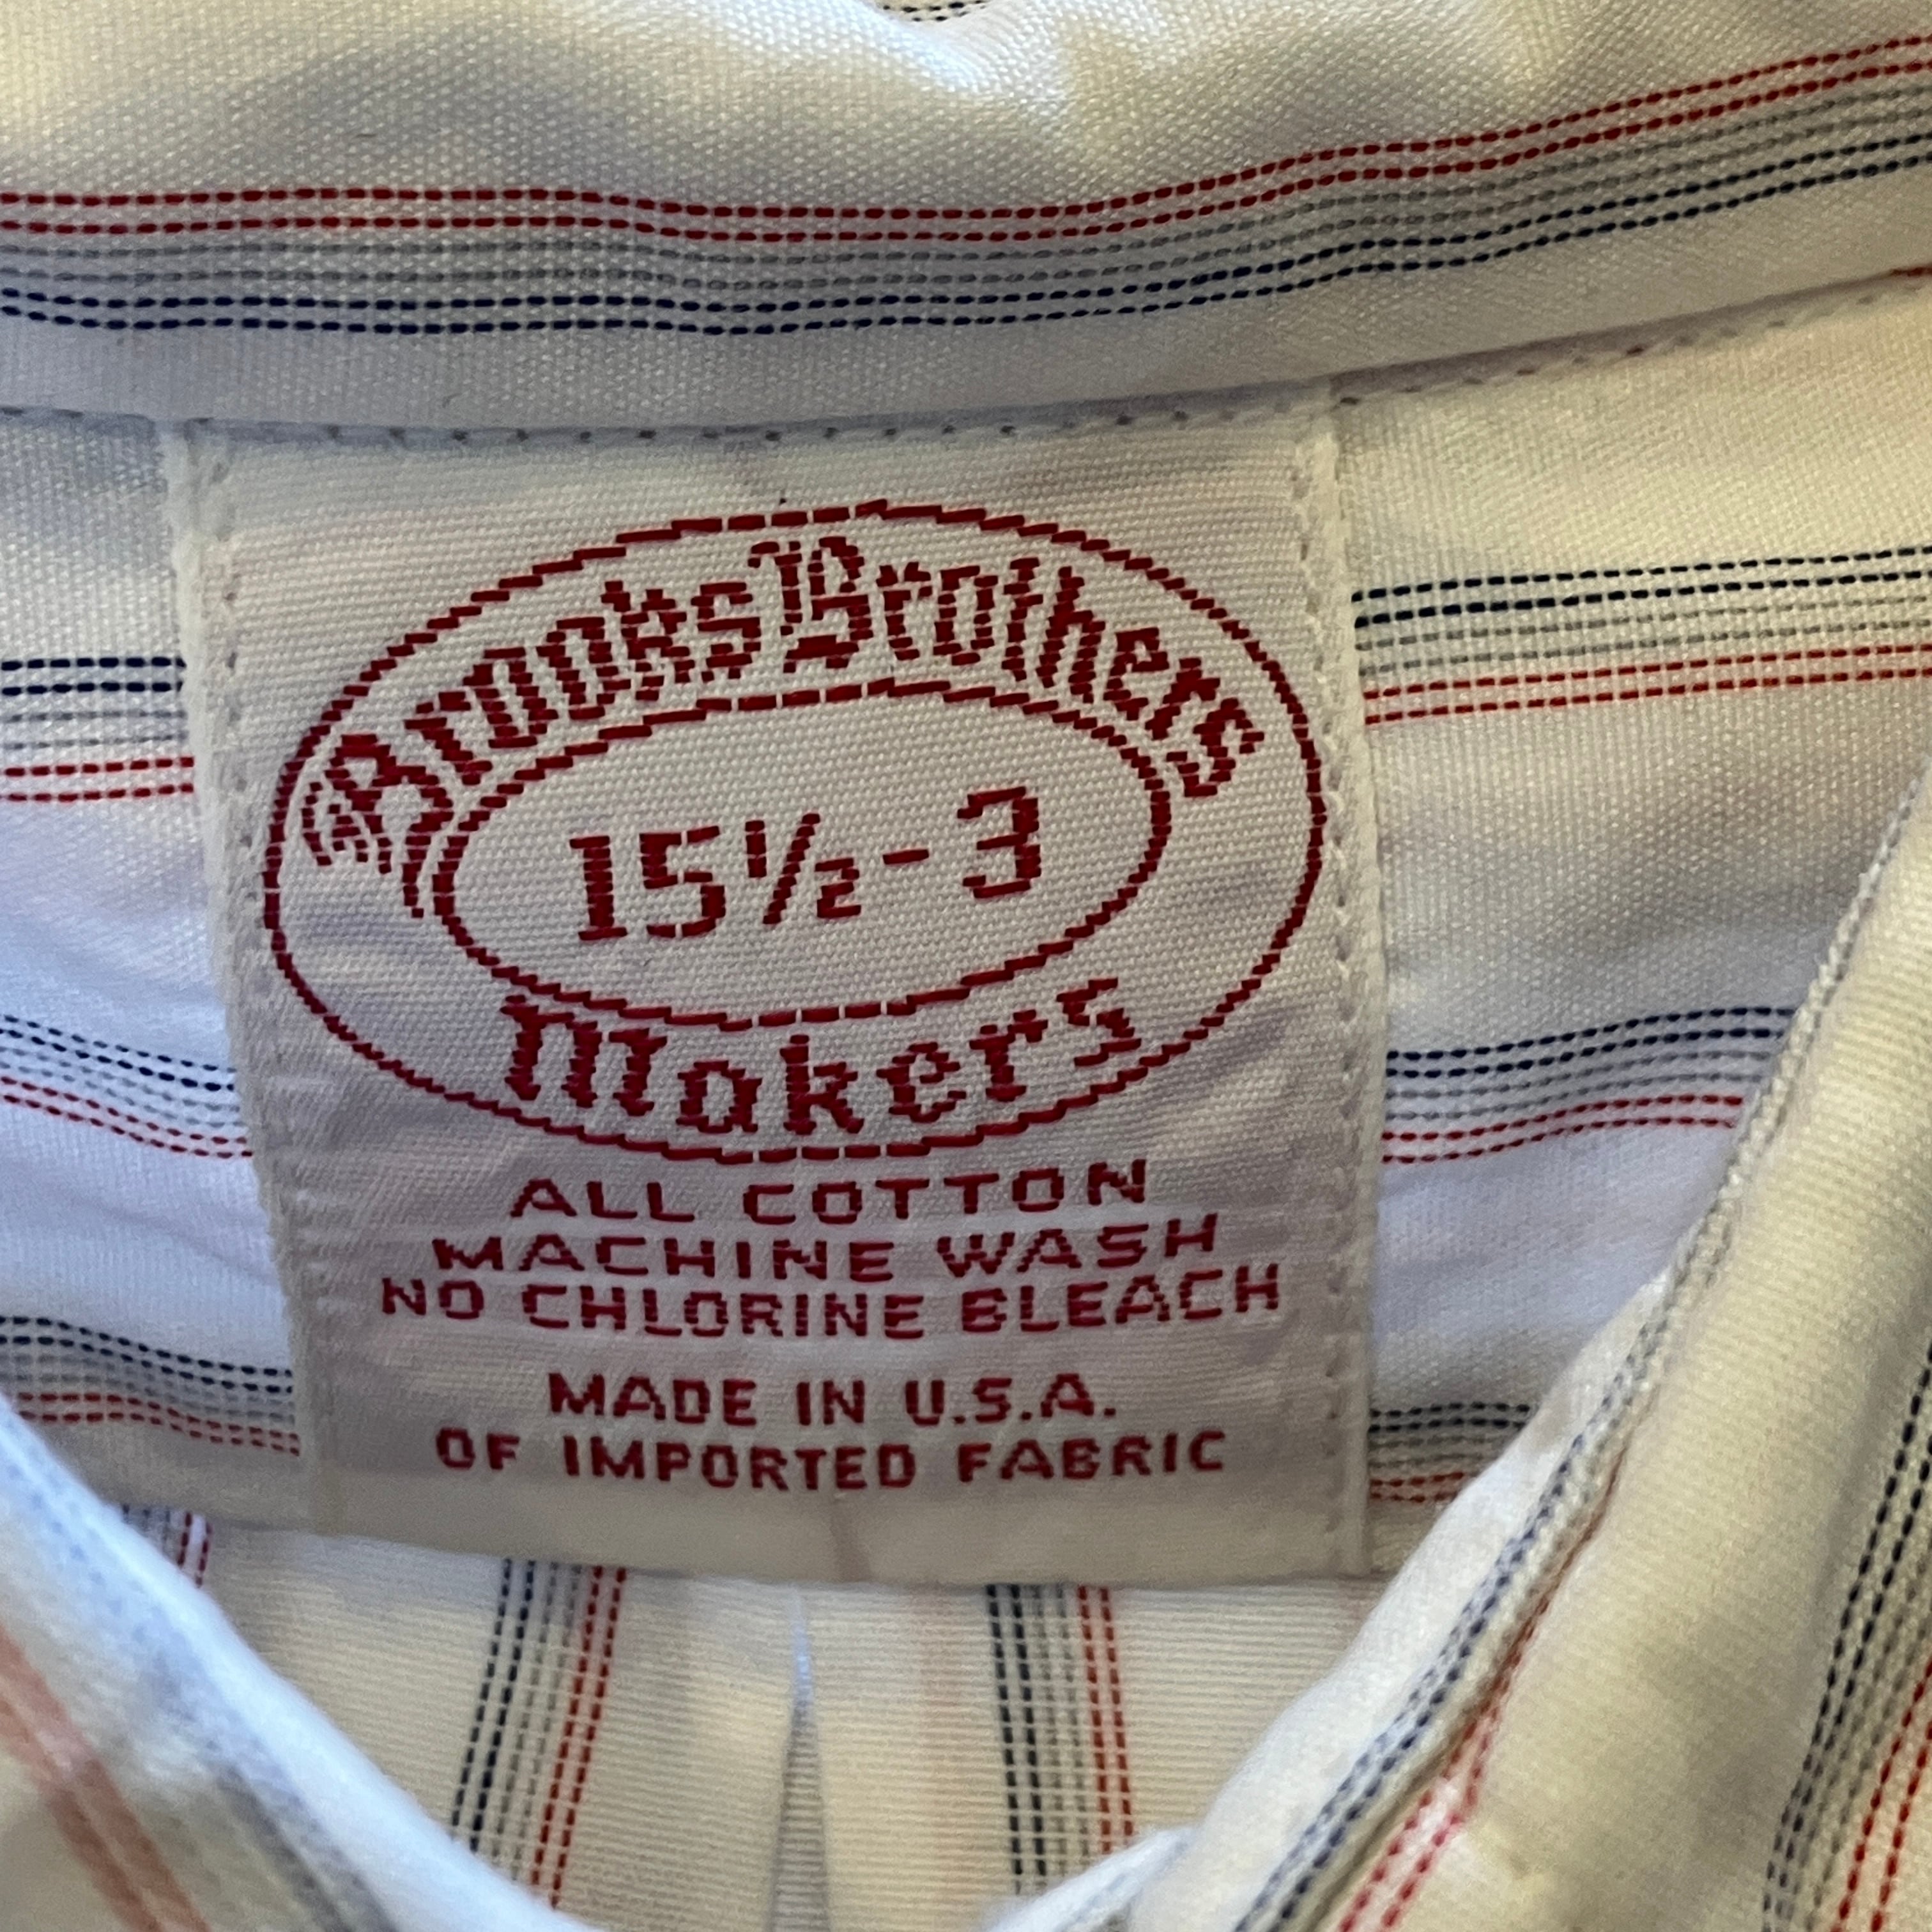 Brooks Brothers
15½-3
Makers
ALL COTTON
MACHINE WASH
NO CHLORINE BLEACH
MADE IN U.S.A.
OF IMPORTED FABRIC